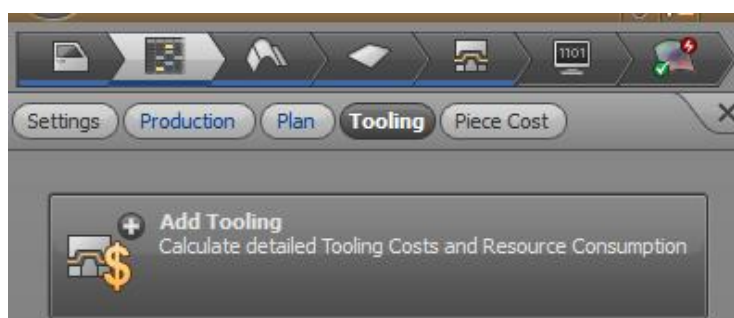 1101
Settings Production Plan Tooling Piece Cost
Add Tooling
Calculate detailed Tooling Costs and Resource Consumption